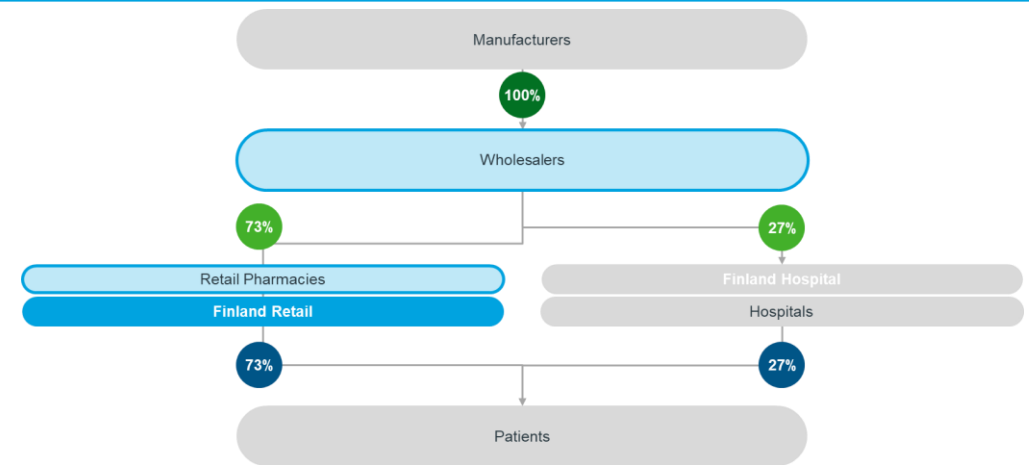 Manufacturers
100%
Wholesalers
73%
27%
Retail Pharmacies
Finland Hospital
Finland Retail
Hospitals
73%
27%
Patients